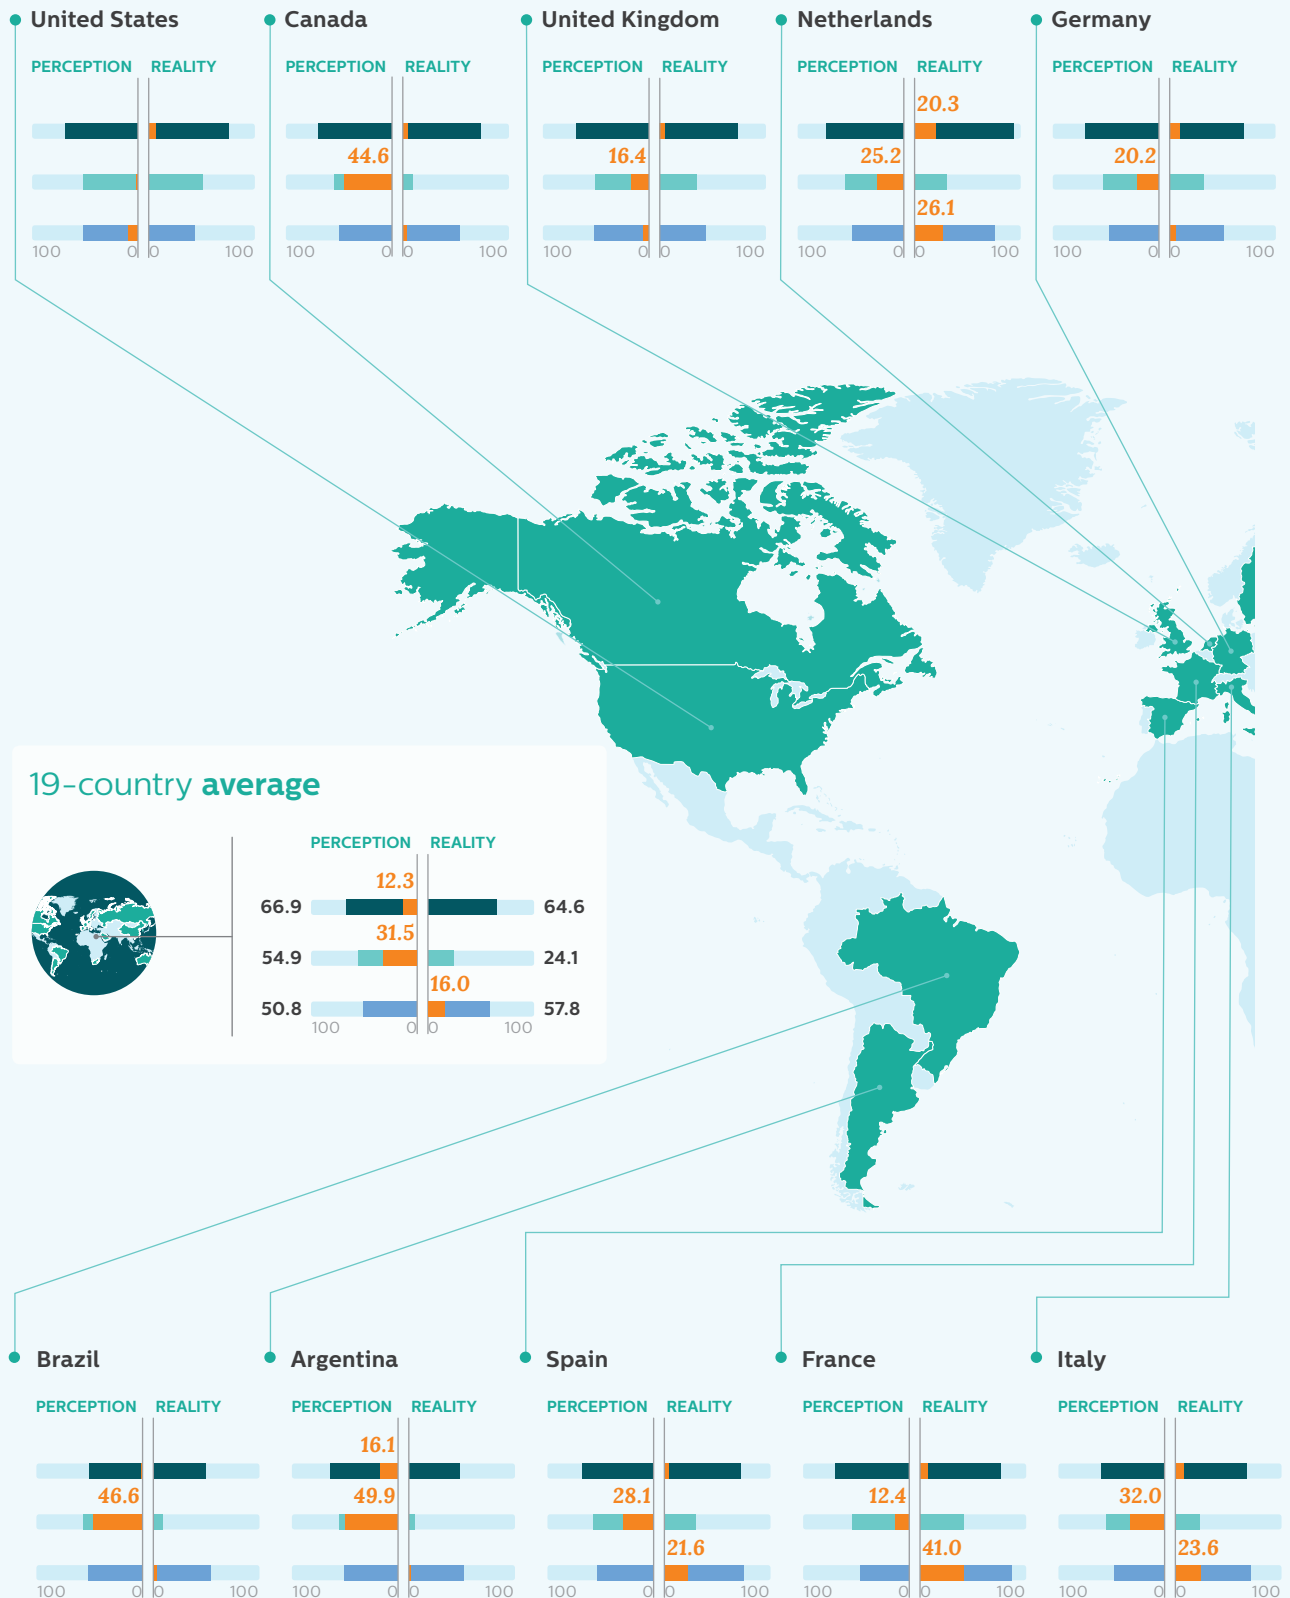 United States
Canada
United Kingdom
Netherlands
Germany
PERCEPTION REALITY
PERCEPTION REALITY
PERCEPTION REALITY
PERCEPTION REALITY
PERCEPTION REALITY
20.3
44.6
16.4
25.2
20.2
26.1
100 0 0 100
100 0 0 100
100 0 0 100
100 0 0 100
100 0 0 100
19-country average
PERCEPTION REALITY
12.3
66.9 64.6
31.5
54.9 24.1
16.0
50.8 57.8
100 0 0 100
Brazil
Argentina
Spain
France
Italy
PERCEPTION REALITY
PERCEPTION REALITY
PERCEPTION REALITY
PERCEPTION REALITY
PERCEPTION REALITY
16.1
46.6
49.9
28.1
12.4
32.0
21.6
41.0
23.6
100 0 0 100
100 0 0 100
100 0 0 100
100 0 0 100
100 0 0 100